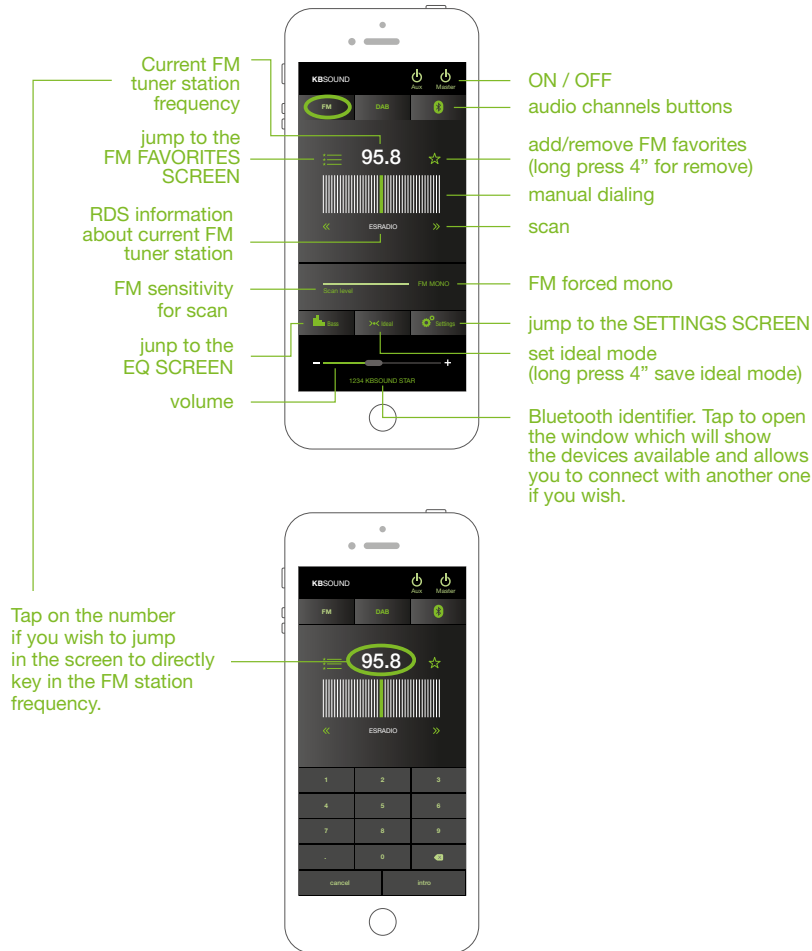 Current FM
tuner station
frequency
jump to the
FM FAVORITES
SCREEN
RDS information
about current FM
tuner station
FM sensitivity
for scan
junp to the
EQ SCREEN
volume
KBSOUND
Aux Master
FM DAB
95.8
ESRADIO
Scan level
FM MONO
Bass Ideal Settings
- +
1234 KBSOUND STAR
ON / OFF
audio channels buttons
add/remove FM favorites
(long press 4” for remove)
manual dialing
scan
FM forced mono
jump to the SETTINGS SCREEN
set ideal mode
(long press 4” save ideal mode)
Bluetooth identifier. Tap to open
the window which will show
the devices available and allows
you to connect with another one
if you wish.
Tap on the number
if you wish to jump
in the screen to directly
key in the FM station
frequency.
KBSOUND
Aux Master
FM DAB
95.8
ESRADIO
1 2 3
4 5 6
7 8 9
. 0
cancel intro